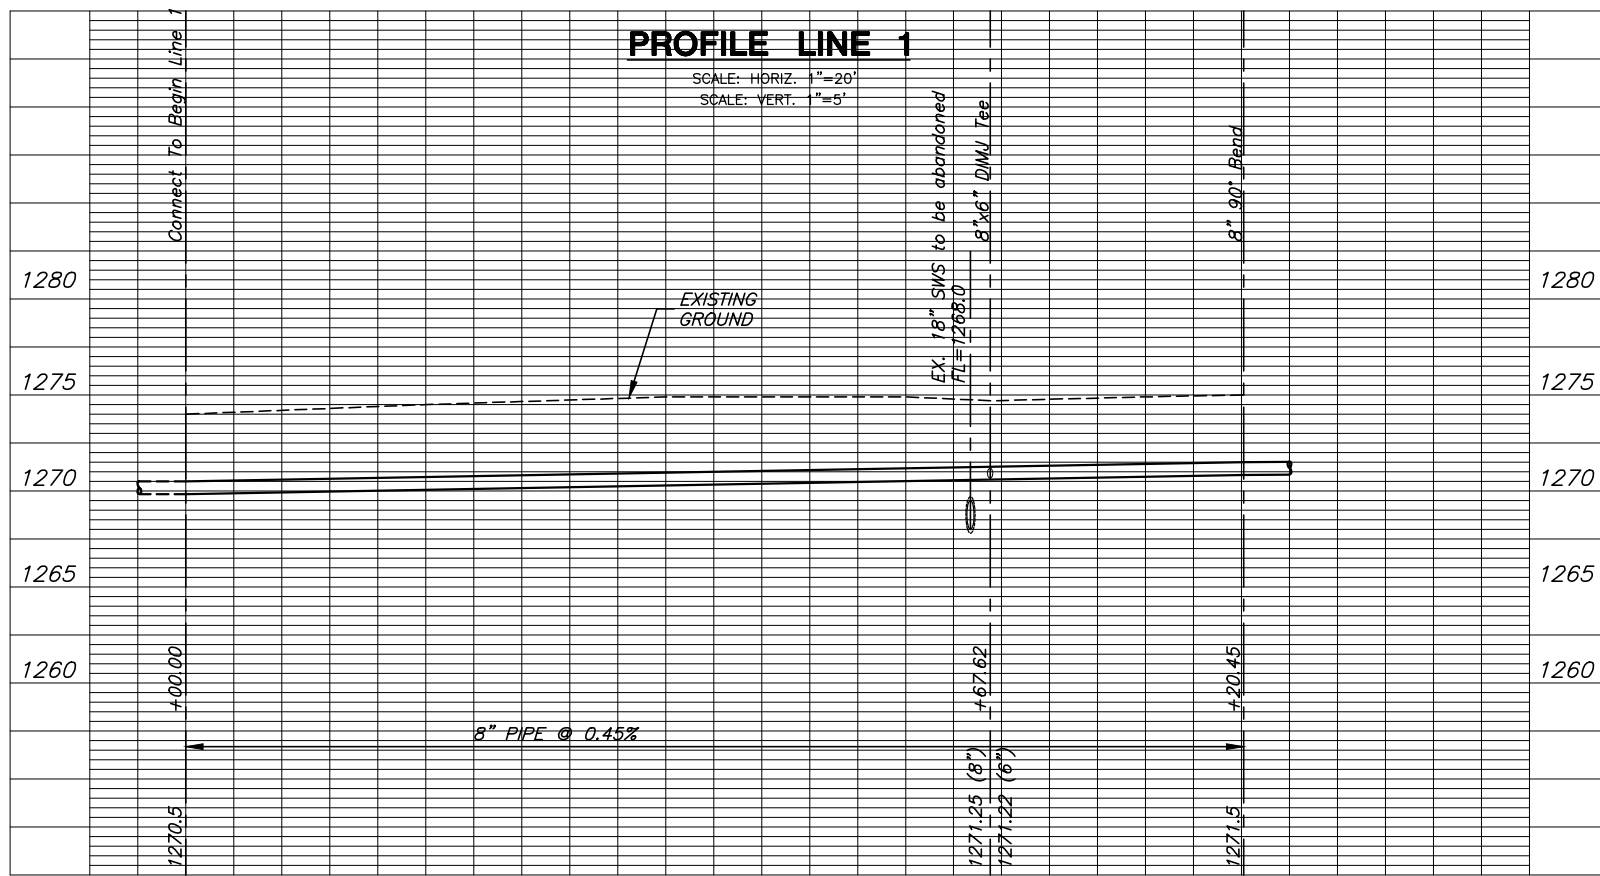 PROFILE LINE 1
SCALE: HORIZ. 1"=20'
SCALE: VERT. 1"=5'
Connect To Begin Line 1
EX. 18" SWS to be abandoned
FL=1268.0
8"x6" DIMJ Tee
8" 90° Bend
1280
1280
EXISTING
GROUND
1275
1275
1270
1270
1265
1265
1260
1260
+00.00
+67.62
+20.45
8" PIPE @ 0.45%
1270.5
1271.25 (8")
1271.22 (6")
1271.5